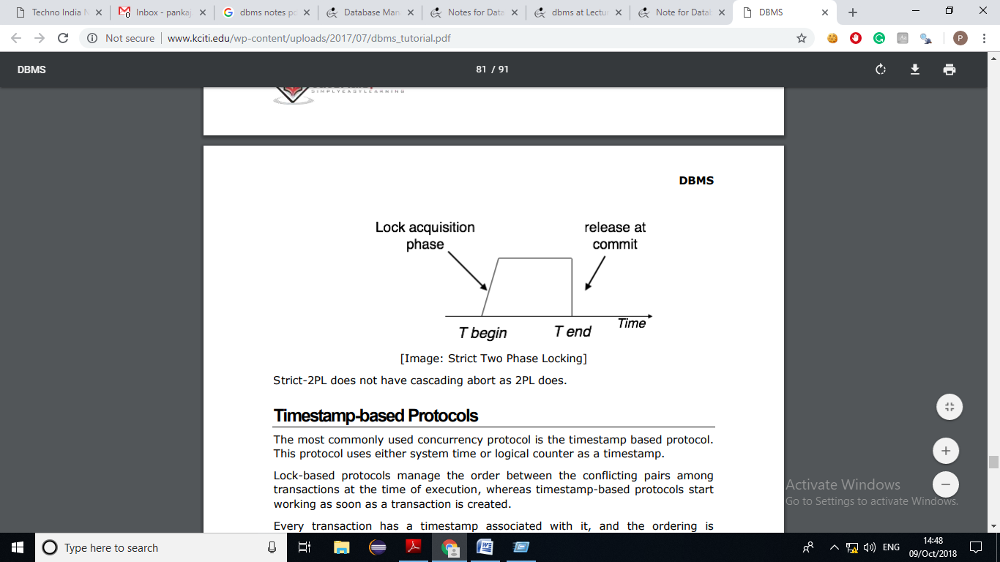 Techno India N
Inbox - pankaj
dbms notes po
Database Man
Notes for Data
dbms at Lectu
Note for Datab
DBMS
Not secure | www.kciti.edu/wp-content/uploads/2017/07/dbms_tutorial.pdf
P
DBMS
81 / 91
SIMPLYEASYLEARNING
DBMS
Lock acquisition
phase
release at
commit
T begin
T end
Time
[Image: Strict Two Phase Locking]
Strict-2PL does not have cascading abort as 2PL does.
Timestamp-based Protocols
The most commonly used concurrency protocol is the timestamp based protocol.
This protocol uses either system time or logical counter as a timestamp.
Lock-based protocols manage the order between the conflicting pairs among
transactions at the time of execution, whereas timestamp-based protocols start
working as soon as a transaction is created.
Every transaction has a timestamp associated with it, and the ordering is
Activate Windows
Go to Settings to activate Windows.
Type here to search
ENG
14:48
09/Oct/2018